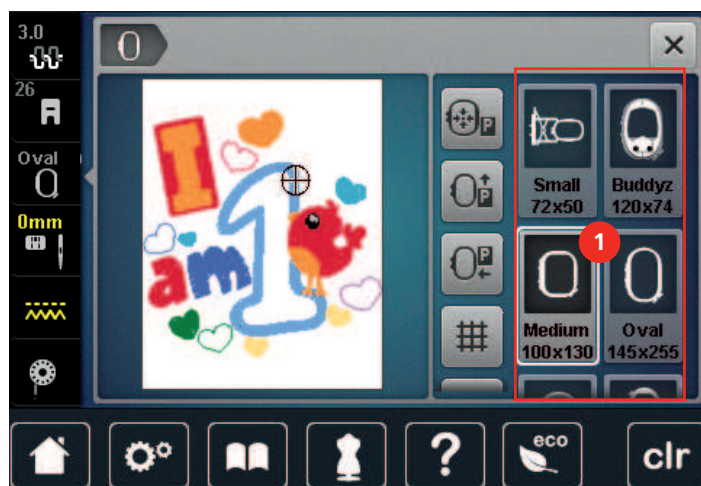 3.0
26
Oval
0mm
I
am 1
P
P
P
Small
72x50
Buddyz
120x74
1
Medium
100x130
Oval
145x255
?
eco
clr